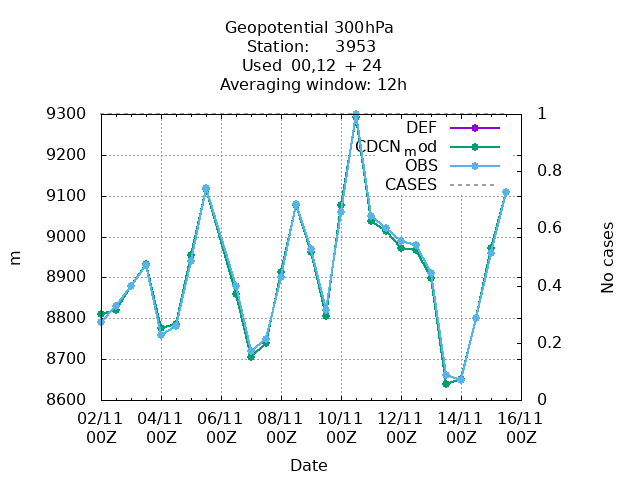 Geopotential 300hPa
Station: 3953
Used 00,12 + 24
Averaging window: 12h
9300
9200
9100
9000
8900
8800
8700
8600
m
1
0.8
0.6
0.4
0.2
0
No cases
DEF
CDCNmod
OBS
CASES
02/11 04/11 06/11 08/11 10/11 12/11 14/11 16/11
00Z 00Z 00Z 00Z 00Z 00Z 00Z 00Z
Date